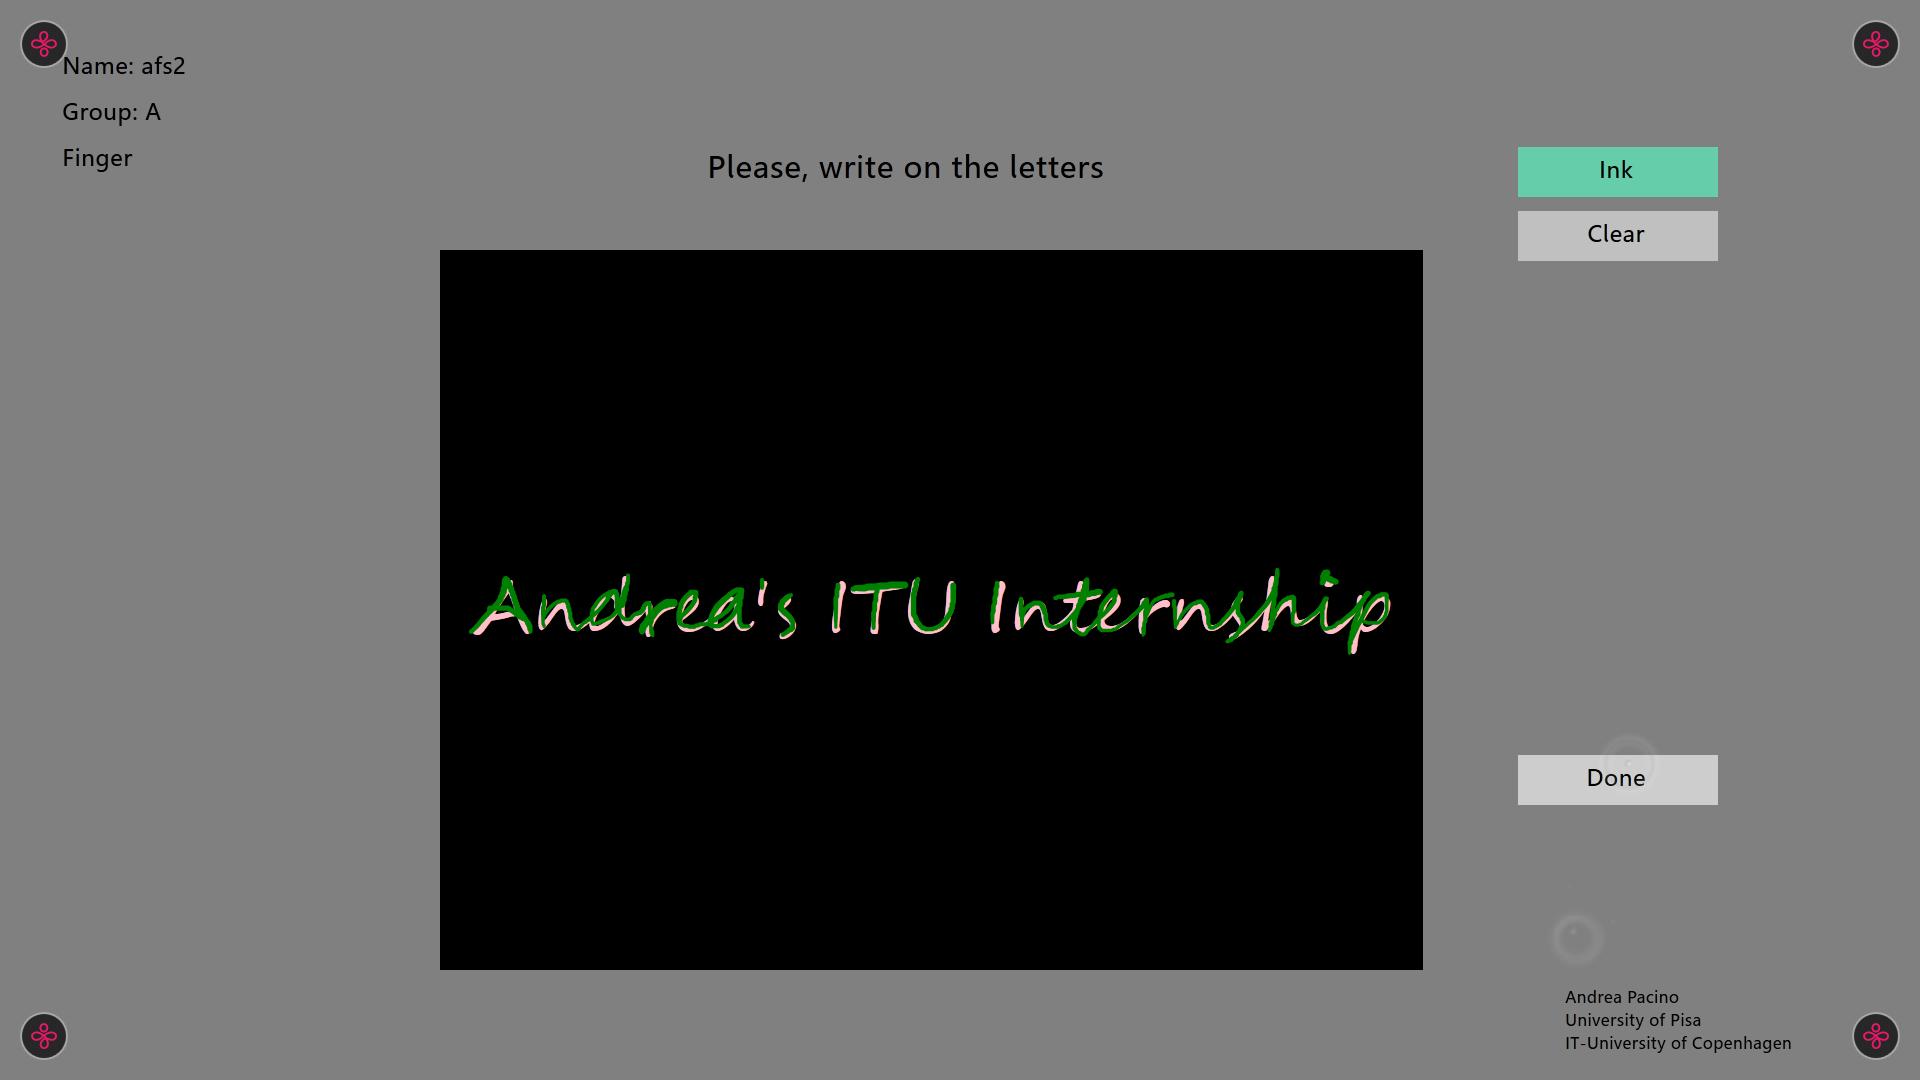 Name: afs2
Group: A
Finger
Please, write on the letters
Ink
Clear
Andrea's ITU Internship
Done
Andrea Pacino
University of Pisa
IT-University of Copenhagen